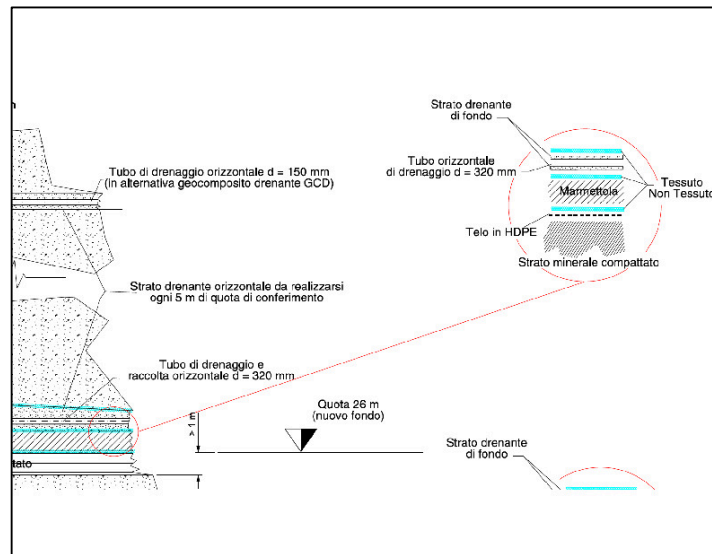 Strato drenante
di fondo
Tubo di drenaggio orizzontale d = 150 mm
(in alternativa geocomposito drenante GCD)
Tubo orizzontale
di drenaggio d= 320 mm
Tessuto
Non Tessuto
Marmettola
Telo in HDPE
Strato minerale compattato
Strato drenante orizzontale da realizzarsi
ogni 5 m di quota di conferimento
Tubo di drenaggio e
raccolta orizzontale d = 320 mm
> 1 m
Quota 26 m
(nuovo fondo)
tato
Strato drenante
di fondo